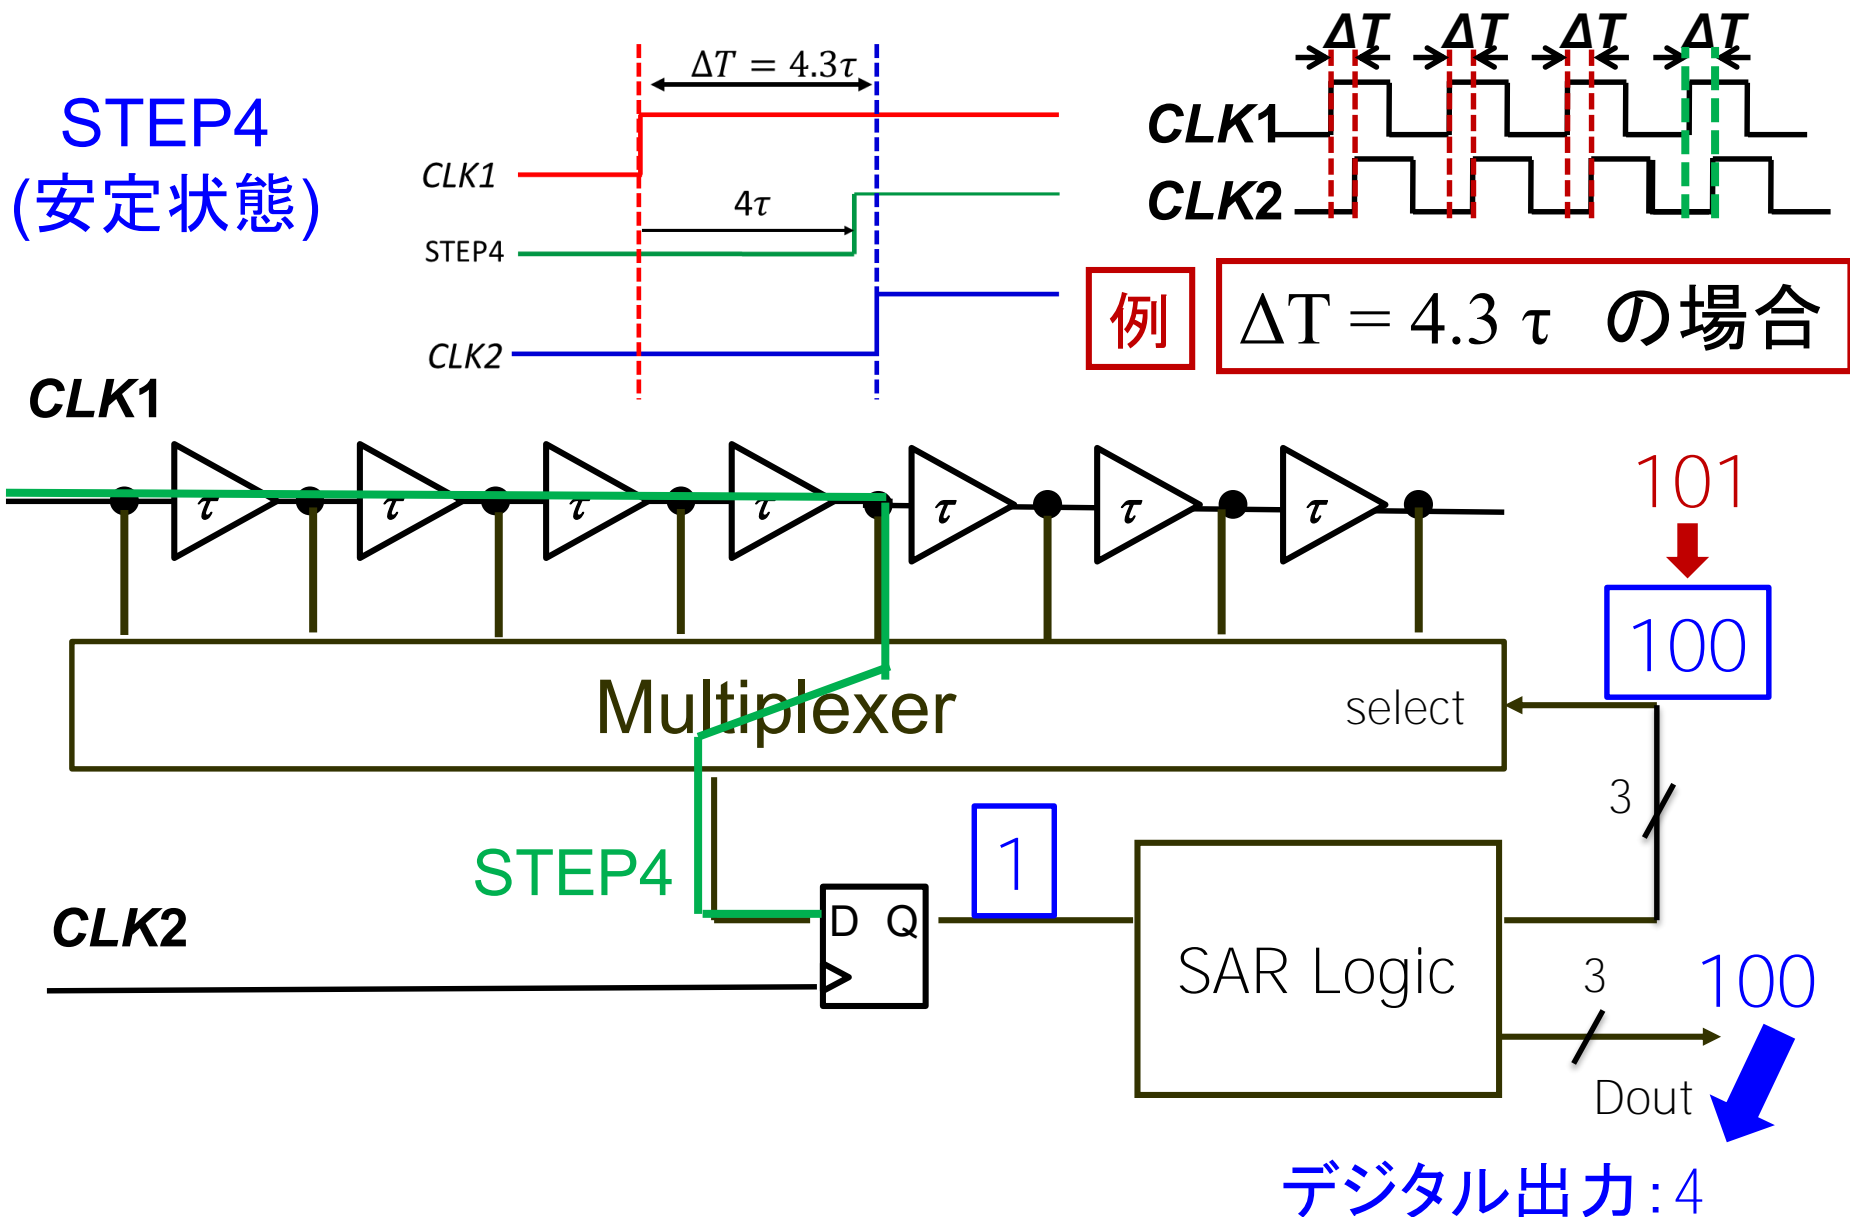 STEP4
(安定状態)
ΔT = 4.3τ
CLK1
4τ
STEP4
CLK2
ΔT ΔT ΔT ΔT
CLK1
CLK2
例
ΔT = 4.3 τ の場合
CLK1
τ τ τ τ τ τ τ
101
100
Multiplexer
select
3
STEP4
1
CLK2
D Q
SAR Logic
3
100
Dout
デジタル出力 : 4